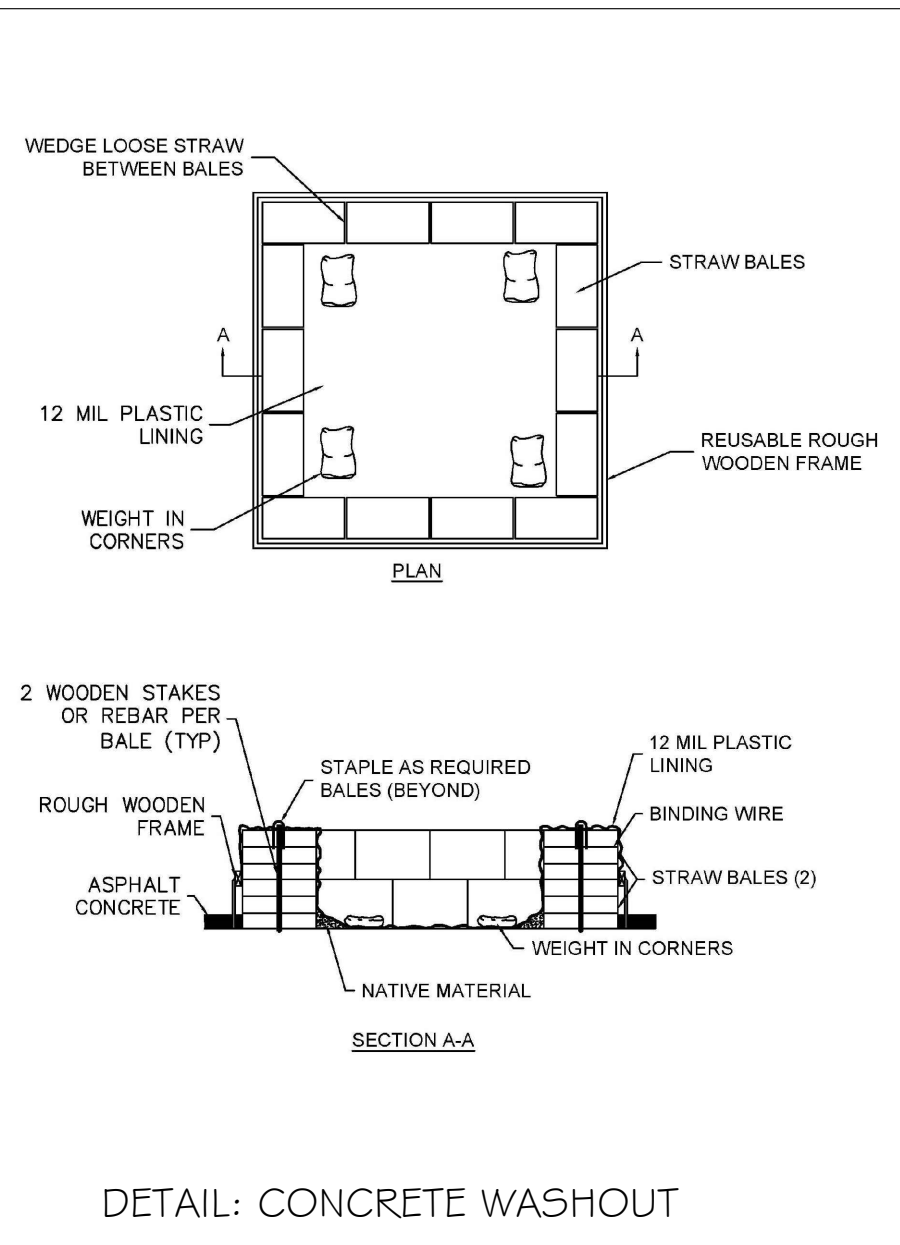 WEDGE LOOSE STRAW
BETWEEN BALES
STRAW BALES
A
A
12 MIL PLASTIC
LINING
REUSABLE ROUGH
WOODEN FRAME
WEIGHT IN
CORNERS
PLAN
2 WOODEN STAKES
OR REBAR PER
BALE (TYP)
STAPLE AS REQUIRED
BALES (BEYOND)
12 MIL PLASTIC
LINING
ROUGH WOODEN
FRAME
BINDING WIRE
ASPHALT
CONCRETE
STRAW BALES (2)
WEIGHT IN CORNERS
NATIVE MATERIAL
SECTION A-A
DETAIL: CONCRETE WASHOUT